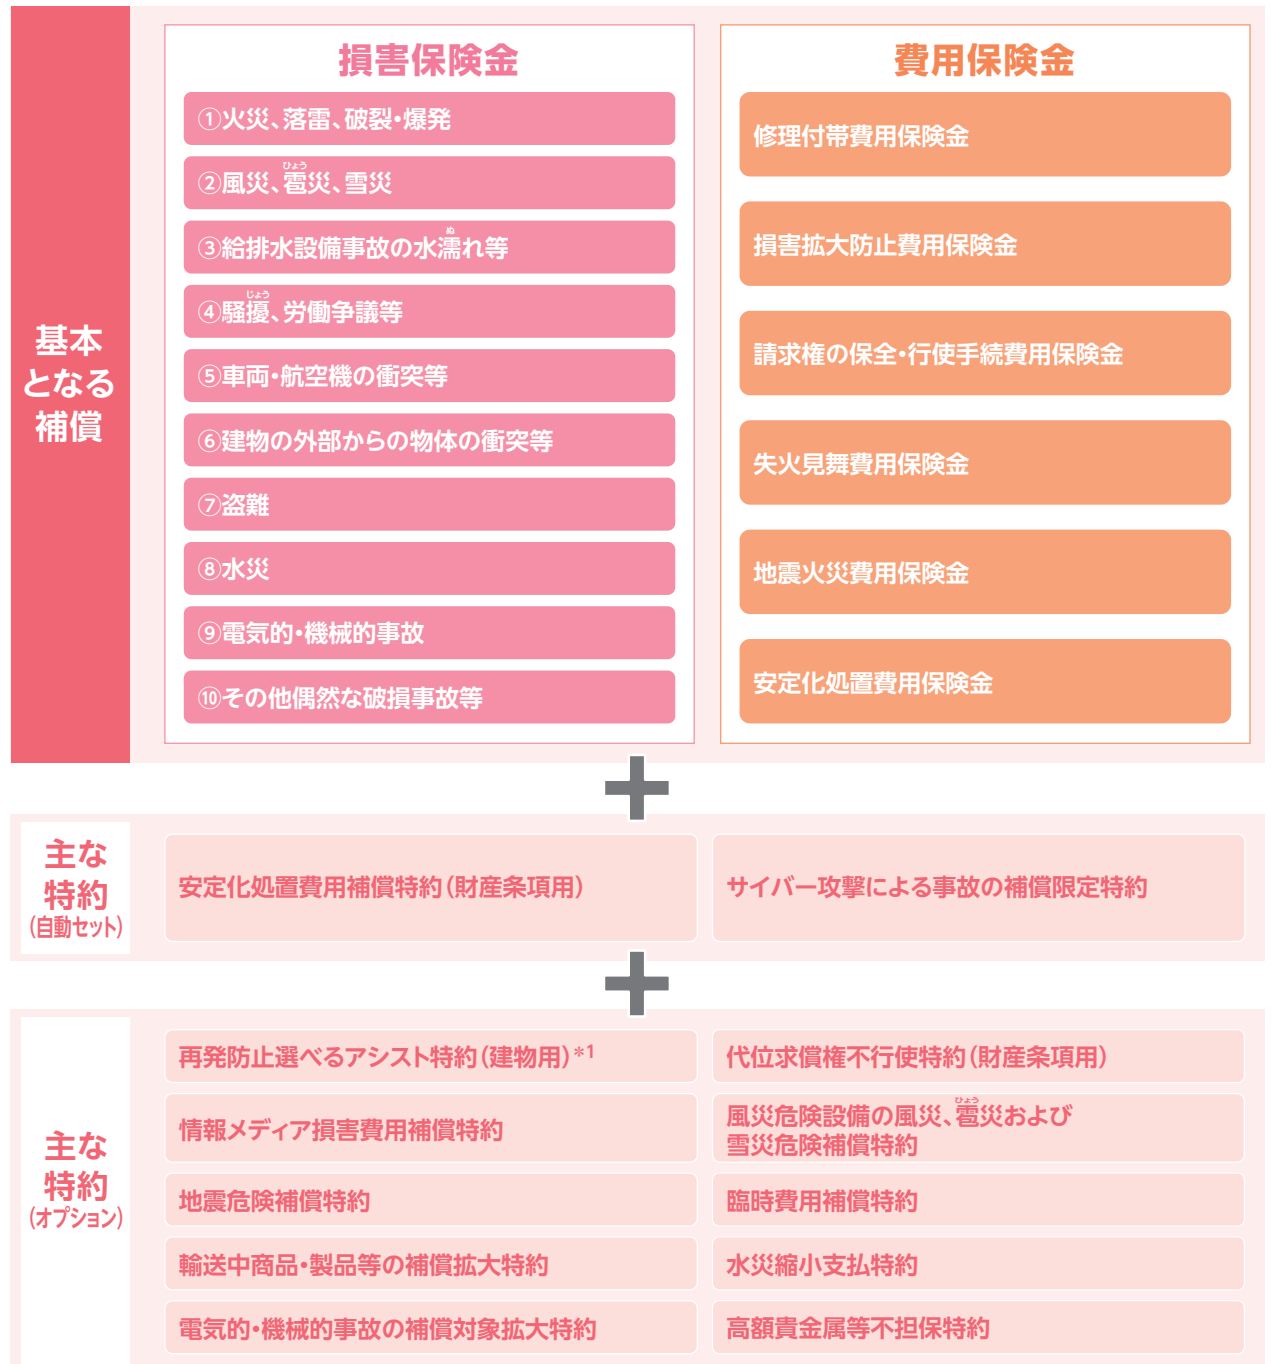 基本
となる
補償
損害保険金
①火災、落雷、破裂・爆発
ひょう
②風災、雹災、雪災
ぬ
③給排水設備事故の水濡れ等
じょう
④騒擾、労働争議等
⑤車両・航空機の衝突等
⑥建物の外部からの物体の衝突等
⑦盗難
⑧水災
⑨電気的・機械的事故
⑩その他偶然な破損事故等
費用保険金
修理付帯費用保険金
損害拡大防止費用保険金
請求権の保全・行使手続費用保険金
失火見舞費用保険金
地震火災費用保険金
安定化処置費用保険金
主な
特約
(自動セット)
安定化処置費用補償特約(財産条項用)
サイバー攻撃による事故の補償限定特約
主な
特約
(オプション)
再発防止選べるアシスト特約(建物用)*1
代位求償権不行使特約(財産条項用)
情報メディア損害費用補償特約
ひょう
風災危険設備の風災、雹災および
雪災危険補償特約
地震危険補償特約
臨時費用補償特約
輸送中商品・製品等の補償拡大特約
水災縮小支払特約
電気的・機械的事故の補償対象拡大特約
高額貴金属等不担保特約